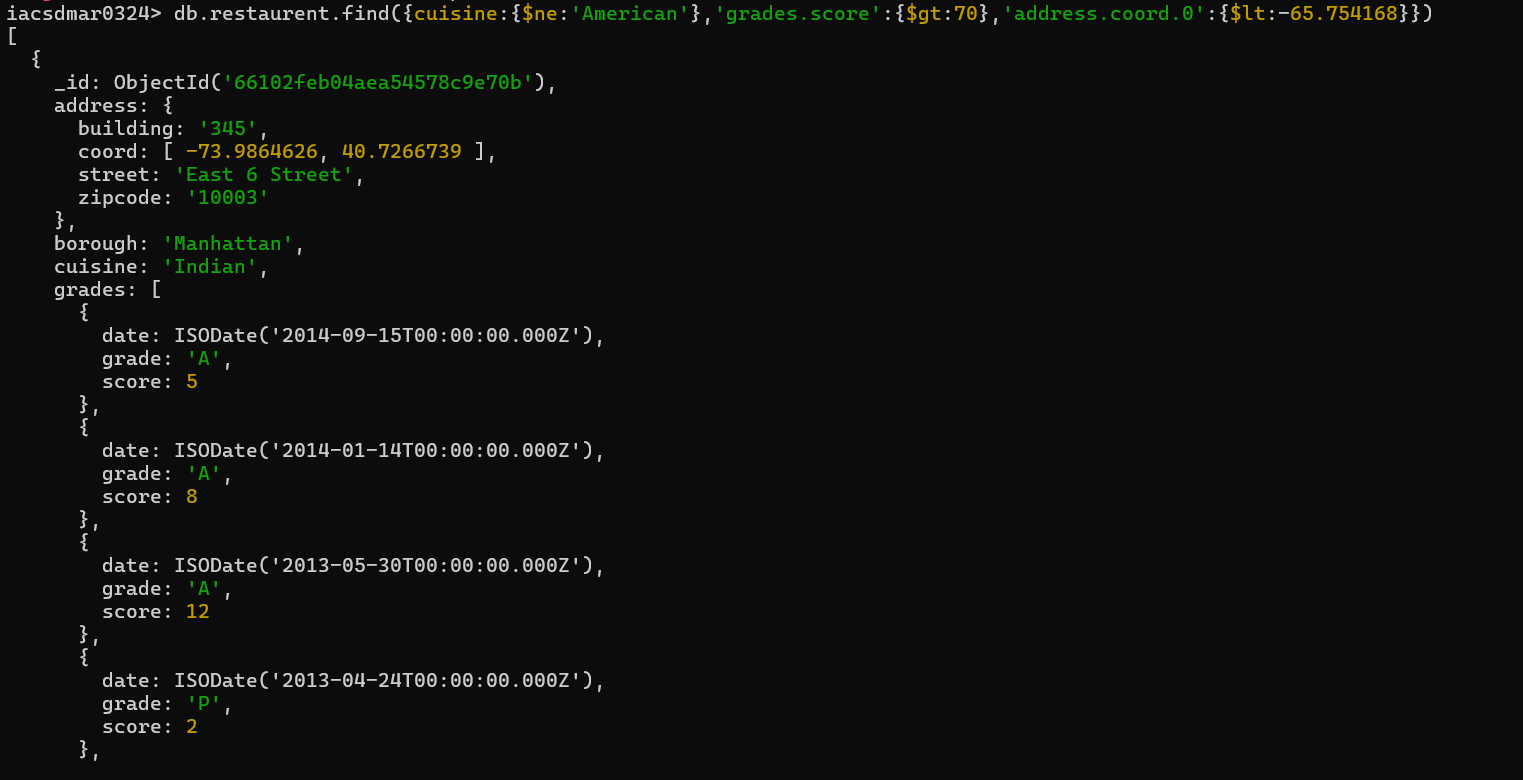 iacsdmar0324> db.restaurent.find({cuisine:{$ne:'American'},'grades.score':{$gt:70},'address.coord.0':{$lt:-65.754168}})
[
  {
    _id: ObjectId('66102feb04aea54578c9e70b'),
    address: {
      building: '345',
      coord: [ -73.9864626, 40.7266739 ],
      street: 'East 6 Street',
      zipcode: '10003'
    },
    borough: 'Manhattan',
    cuisine: 'Indian',
    grades: [
      {
        date: ISODate('2014-09-15T00:00:00.000Z'),
        grade: 'A',
        score: 5
      },
      {
        date: ISODate('2014-01-14T00:00:00.000Z'),
        grade: 'A',
        score: 8
      },
      {
        date: ISODate('2013-05-30T00:00:00.000Z'),
        grade: 'A',
        score: 12
      },
      {
        date: ISODate('2013-04-24T00:00:00.000Z'),
        grade: 'P',
        score: 2
      },